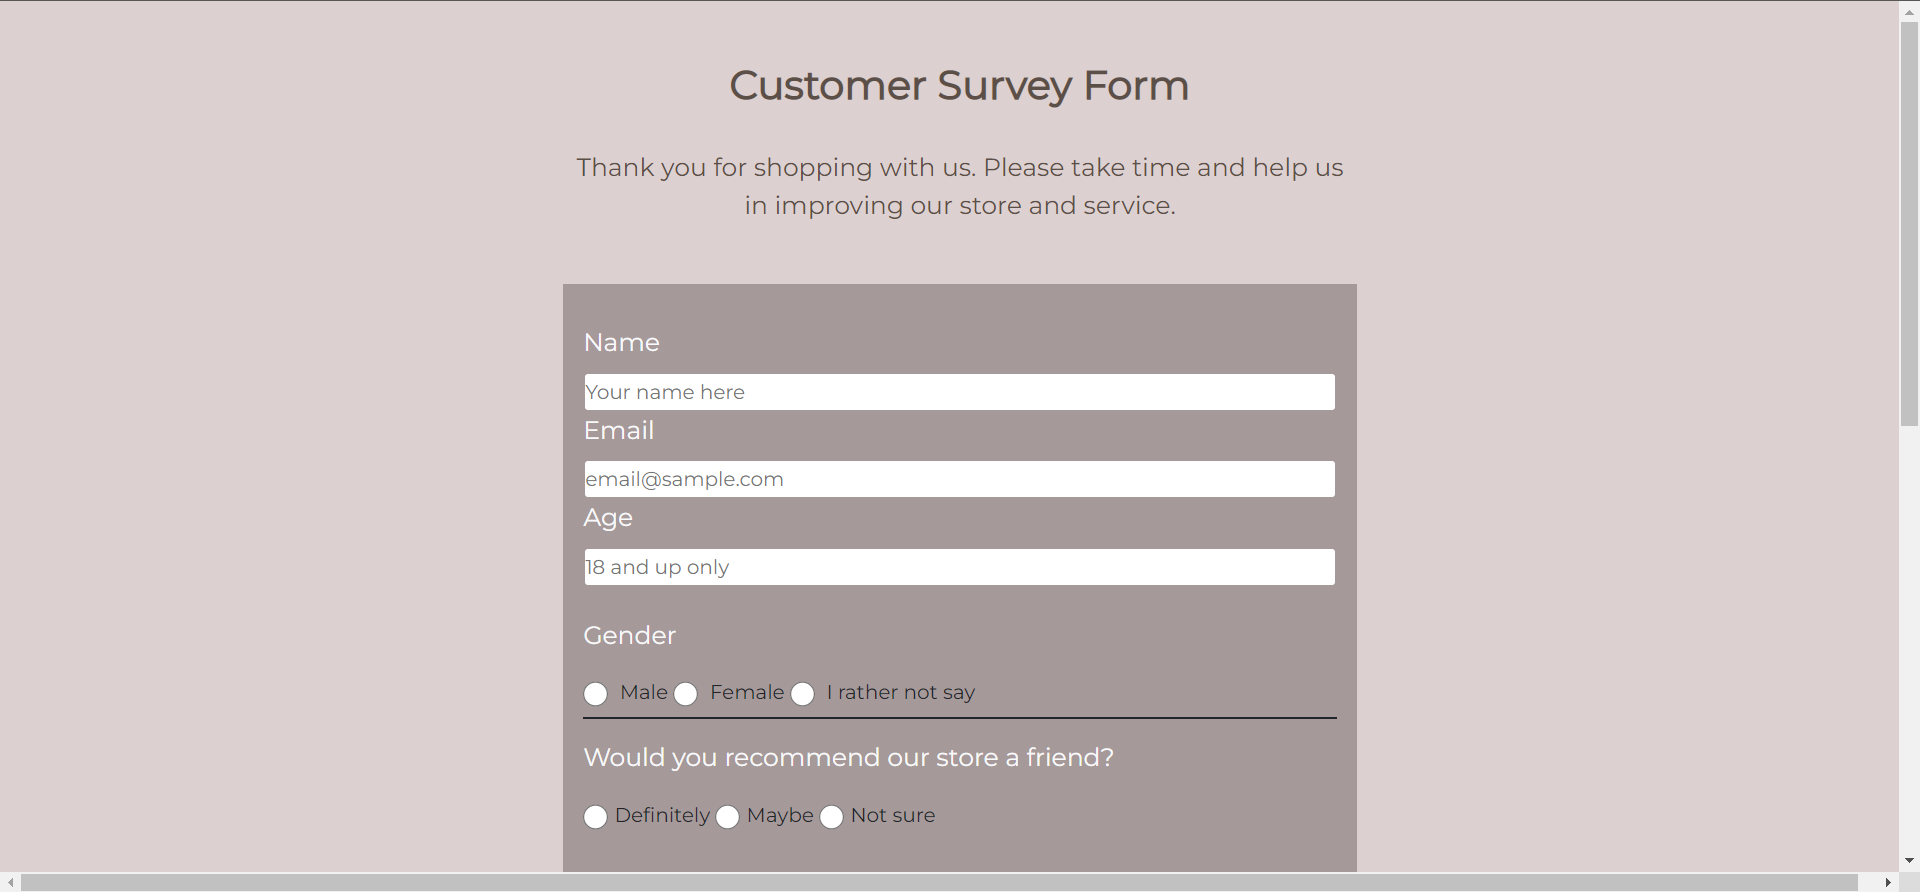 Customer Survey Form
Thank you for shopping with us. Please take time and help us
in improving our store and service.
Name
Your name here
Email
email@sample.com
Age
18 and up only
Gender
Male Female I rather not say
Would you recommend our store a friend?
Definitely Maybe Not sure